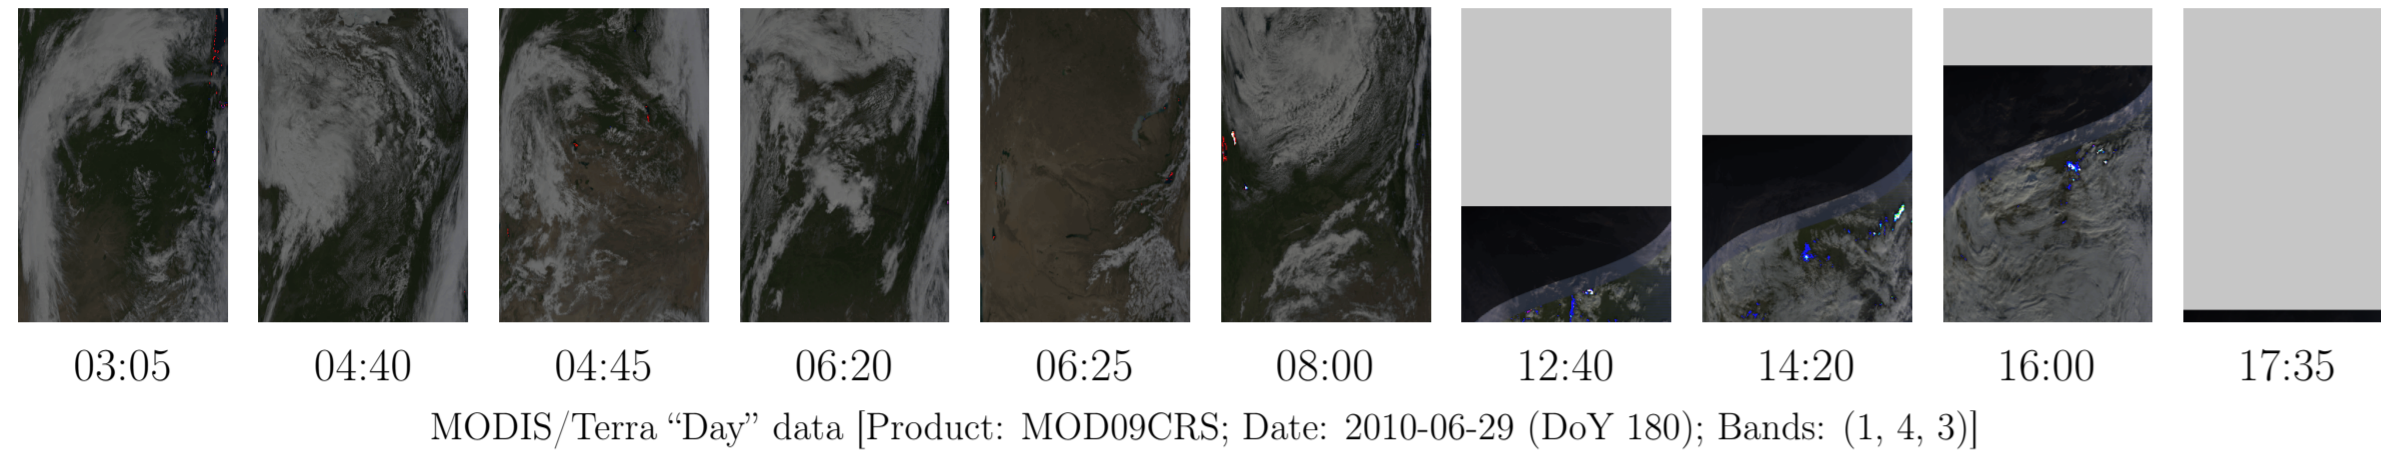 03:05 04:40 04:45 06:20 06:25 08:00 12:40 14:20 16:00 17:35
MODIS/Terra “Day” data [Product: MOD09CRS; Date: 2010-06-29 (DoY 180); Bands: (1, 4, 3)]